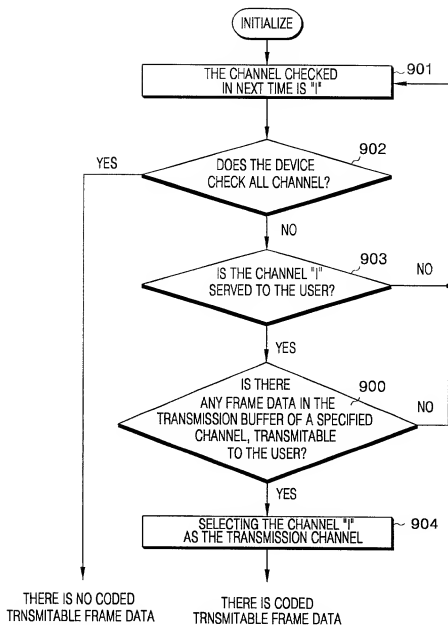 INITIALIZE
THE CHANNEL CHECKED
IN NEXT TIME IS "I"
901
902
YES
DOES THE DEVICE
CHECK ALL CHANNEL?
NO
903
IS THE CHANNEL "I"
SERVED TO THE USER?
NO
YES
IS THERE
900
ANY FRAME DATA IN THE
TRANSMISSION BUFFER OF A SPECIFIED
CHANNEL, TRANSMITABLE
TO THE USER?
NO
YES
SELECTING THE CHANNEL "I"
AS THE TRANSMISSION CHANNEL
904
THERE IS NO CODED
TRNSMITABLE FRAME DATA
THERE IS CODED
TRNSMITABLE FRAME DATA